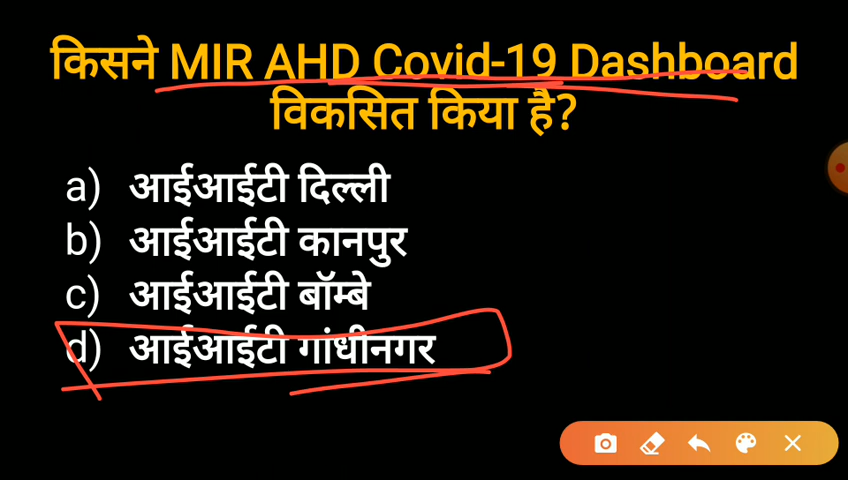 किसने MIR AHD Covid-19 Dashboard
विकसित किया है?
a) आईआईटी दिल्ली
b) आईआईटी कानपुर
c) आईआईटी बॉम्बे
d) आईआईटी गांधीनगर